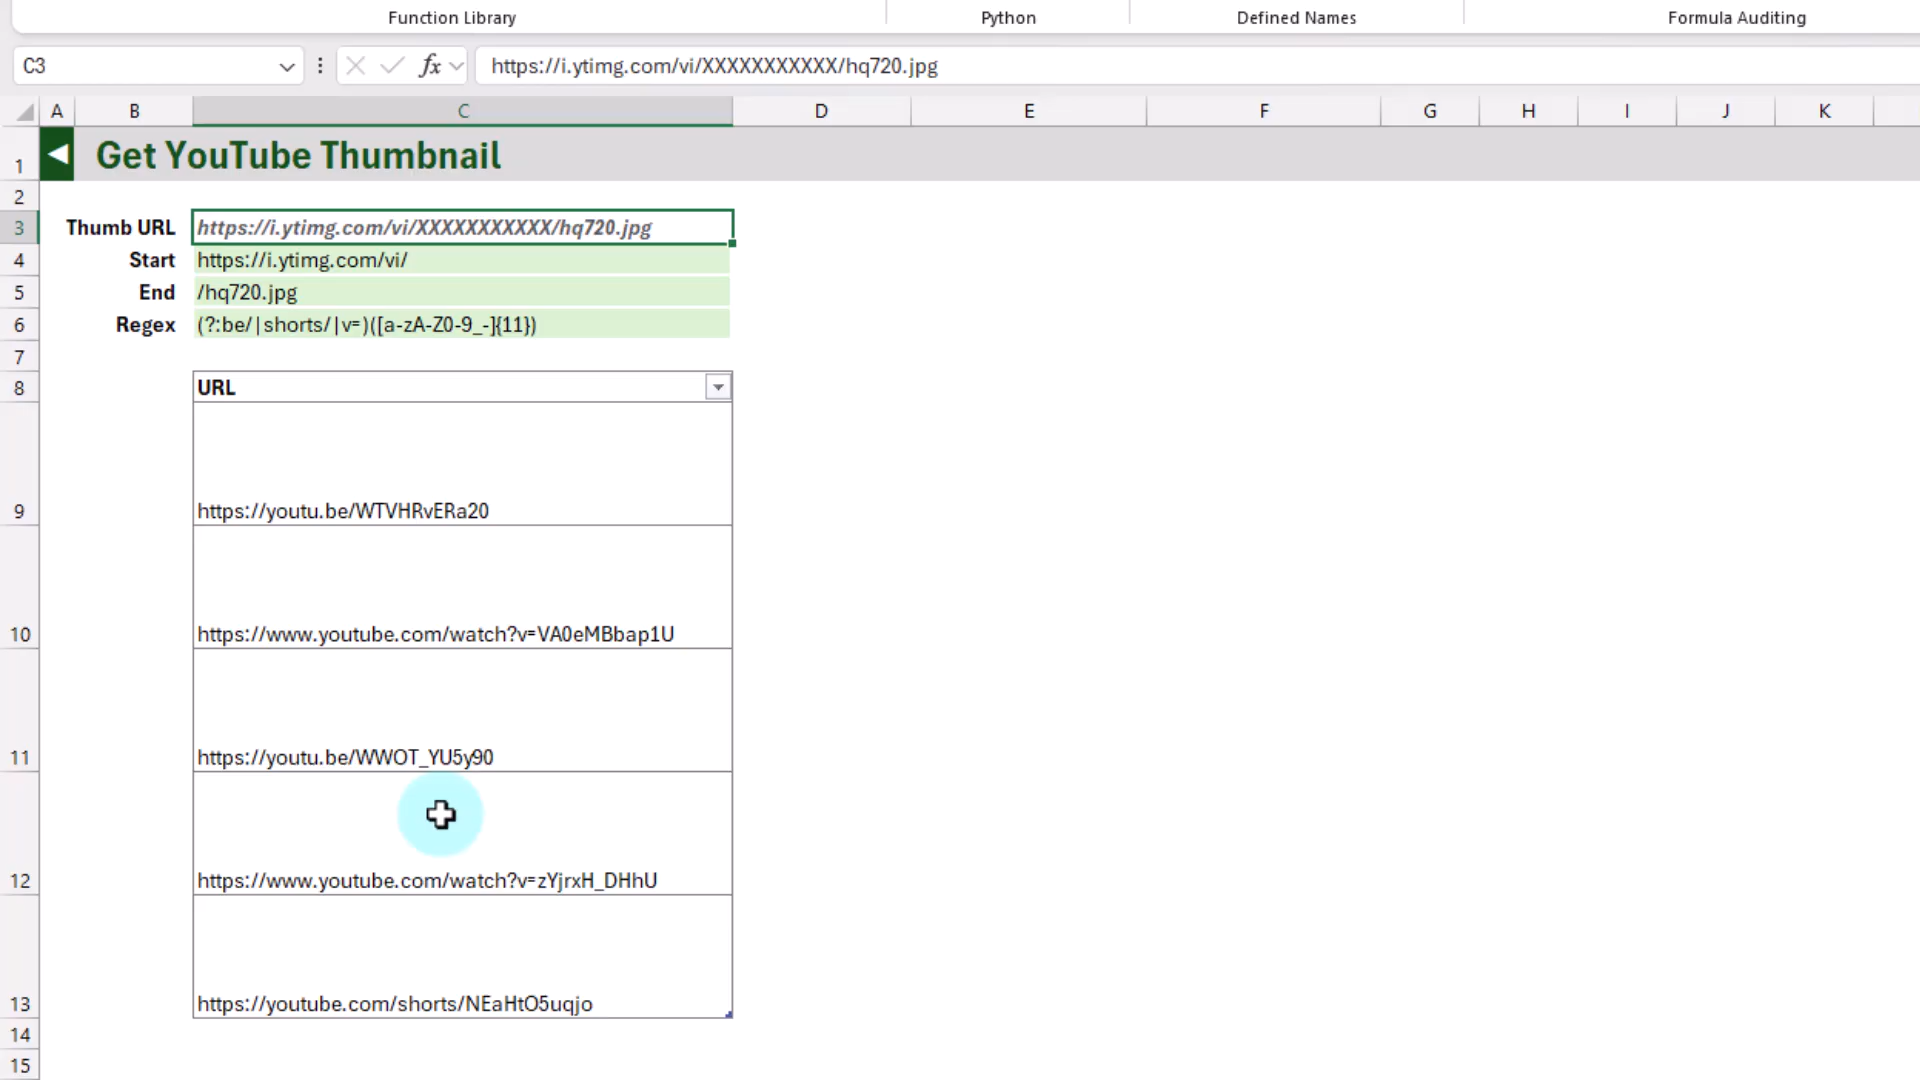 Function Library Python Defined Names Formula Auditing
C3 fx https://i.ytimg.com/vi/XXXXXXXXXXX/hq720.jpg
A B C D E F G H I J K
1 Get YouTube Thumbnail
2
3 Thumb URL https://i.ytimg.com/vi/XXXXXXXXXXX/hq720.jpg
4 Start https://i.ytimg.com/vi/
5 End /hq720.jpg
6 Regex (?:be/|shorts/|v=)([a-zA-Z0-9_-]{11})
7
8 URL
9 https://youtu.be/WTVHRvERa20
10 https://www.youtube.com/watch?v=VA0eMBbap1U
11 https://youtu.be/WWOT_YU5y90
12 https://www.youtube.com/watch?v=zYjrxH_DHhU
13 https://youtube.com/shorts/NEaHtO5uqjo
14
15